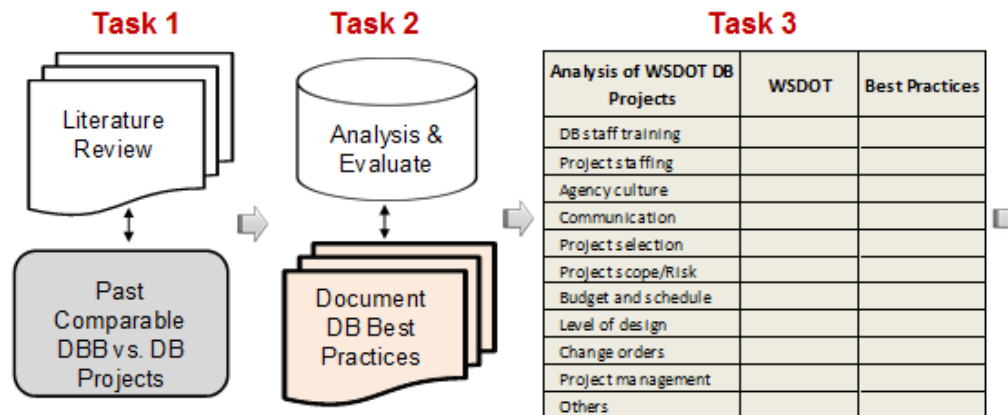 Task 1
Literature
Review
Past
Comparable
DBB vs. DB
Projects
Task 2
Analysis &
Evaluate
Document
DB Best
Practices
Task 3
Analysis of WSDOT DB
Projects
WSDOT
Best Practices
DB staff training
Project staffing
Agency culture
Communication
Project selection
Project scope/Risk
Budget and schedule
Level of design
Change orders
Project management
Others